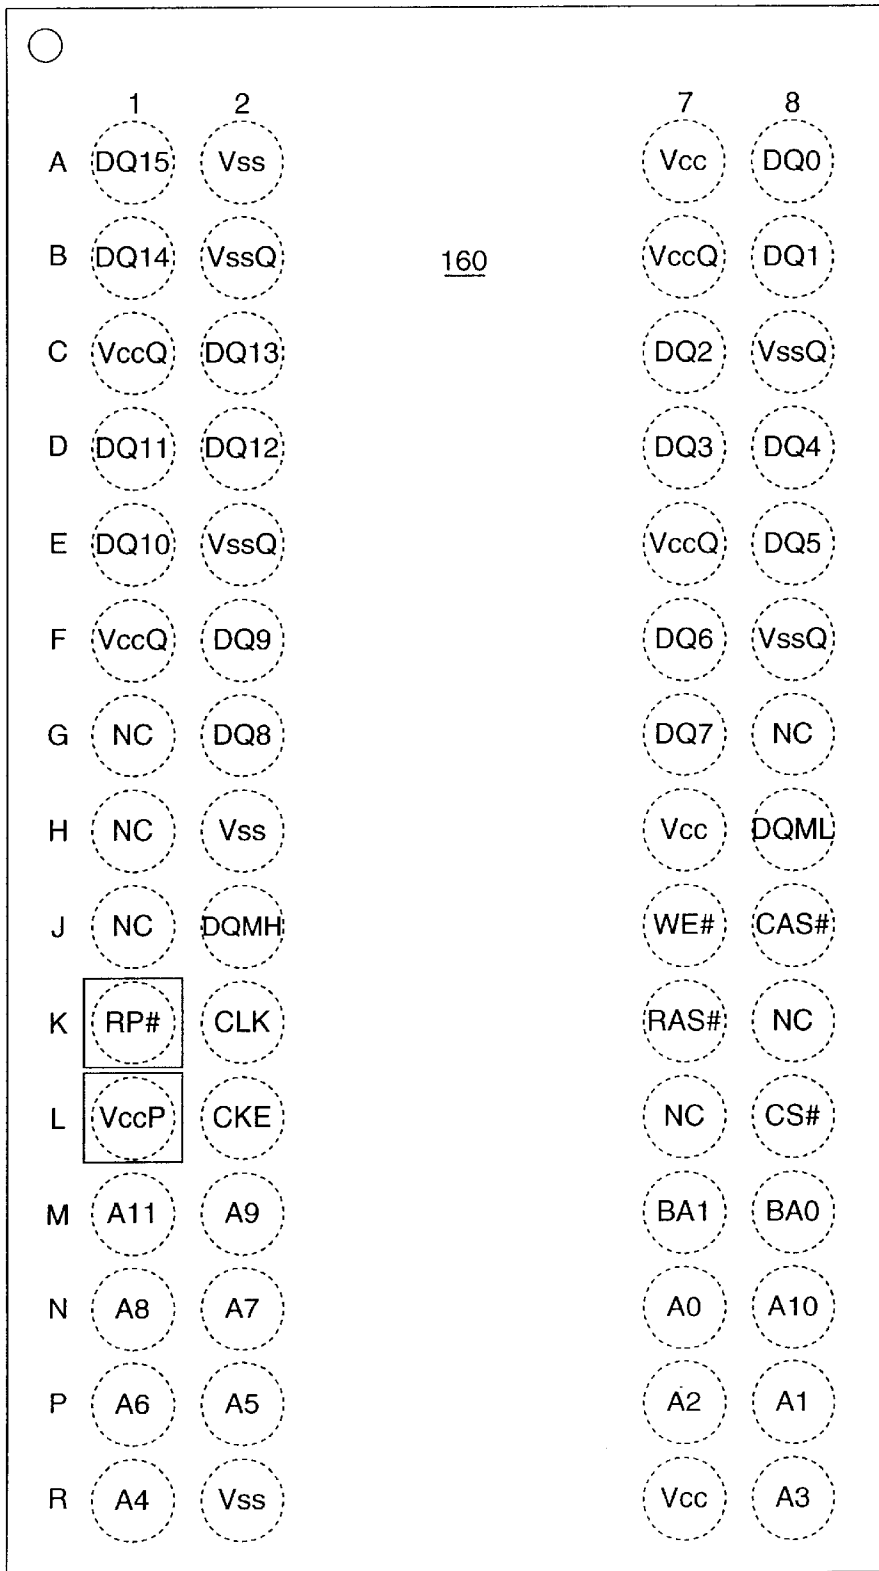 1 2 7 8
A DQ15 Vss Vcc DQ0
B DQ14 VssQ 160 VccQ DQ1
C VccQ DQ13 DQ2 VssQ
D DQ11 DQ12 DQ3 DQ4
E DQ10 VssQ VccQ DQ5
F VccQ DQ9 DQ6 VssQ
G NC DQ8 DQ7 NC
H NC Vss Vcc DQML
J NC DQMH WE# CAS#
K RP# CLK RAS# NC
L VccP CKE NC CS#
M A11 A9 BA1 BA0
N A8 A7 A0 A10
P A6 A5 A2 A1
R A4 Vss Vcc A3